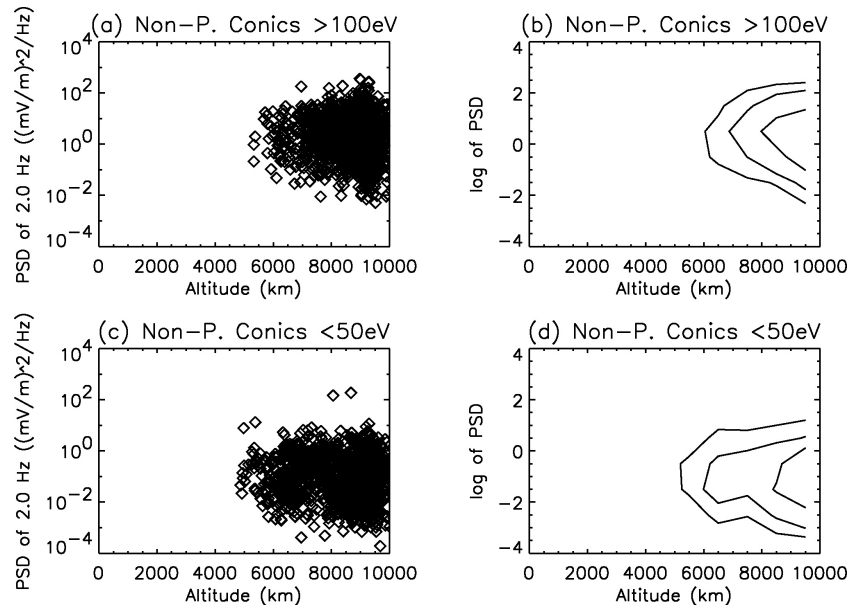 (a) Non-P. Conics >100eV
PSD of 2.0 Hz ((mV/m)^2/Hz)
10^4
10^2
10^0
10^-2
10^-4
0 2000 4000 6000 8000 10000
Altitude (km)
(b) Non-P. Conics >100eV
log of PSD
4
2
0
-2
-4
0 2000 4000 6000 8000 10000
Altitude (km)
(c) Non-P. Conics <50eV
PSD of 2.0 Hz ((mV/m)^2/Hz)
10^4
10^2
10^0
10^-2
10^-4
0 2000 4000 6000 8000 10000
Altitude (km)
(d) Non-P. Conics <50eV
log of PSD
4
2
0
-2
-4
0 2000 4000 6000 8000 10000
Altitude (km)